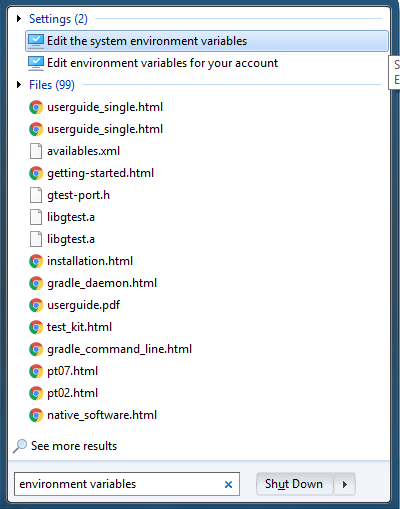 Settings (2)
Edit the system environment variables
Edit environment variables for your account
S
E
Files (99)
userguide_single.html
userguide_single.html
availables.xml
getting-started.html
gtest-port.h
libgtest.a
libgtest.a
installation.html
gradle_daemon.html
userguide.pdf
test_kit.html
gradle_command_line.html
pt07.html
pt02.html
native_software.html
See more results
environment variables
Shut Down